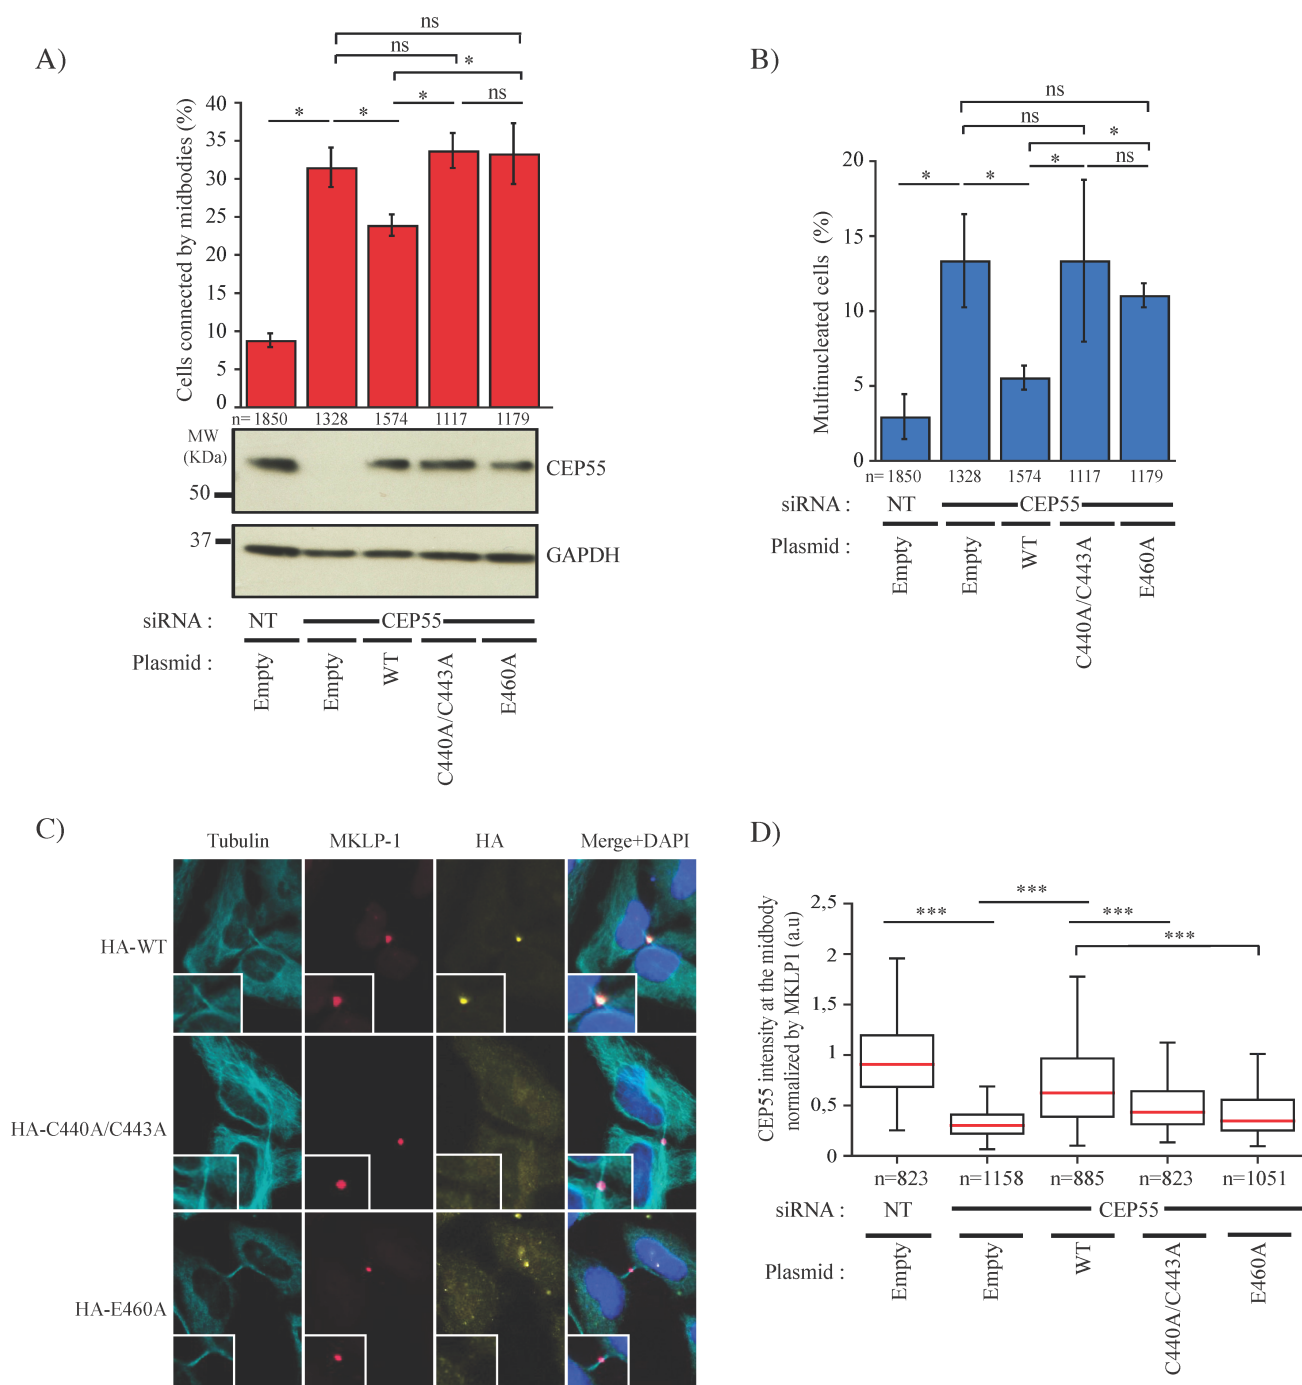 A)
ns
ns
*
* * * ns
Cells connected by midbodies (%)
40
35
30
25
20
15
10
5
0
n= 1850 1328 1574 1117 1179
MW
(KDa)
50
CEP55
37
GAPDH
siRNA : NT CEP55
Plasmid : Empty Empty WT C440A/C443A E460A
B)
ns
ns
*
* * * ns
Multinucleated cells (%)
20
15
10
5
0
n= 1850 1328 1574 1117 1179
siRNA : NT CEP55
Plasmid : Empty Empty WT C440A/C443A E460A
C)
Tubulin MKLP-1 HA Merge+DAPI
HA-WT
HA-C440A/C443A
HA-E460A
D)
CEP55 intensity at the midbody
normalized by MKLP1 (a.u)
2,5
2
1,5
1
0,5
0
***
*** ***
***
n=823 n=1158 n=885 n=823 n=1051
siRNA : NT CEP55
Plasmid : Empty Empty WT C440A/C443A E460A